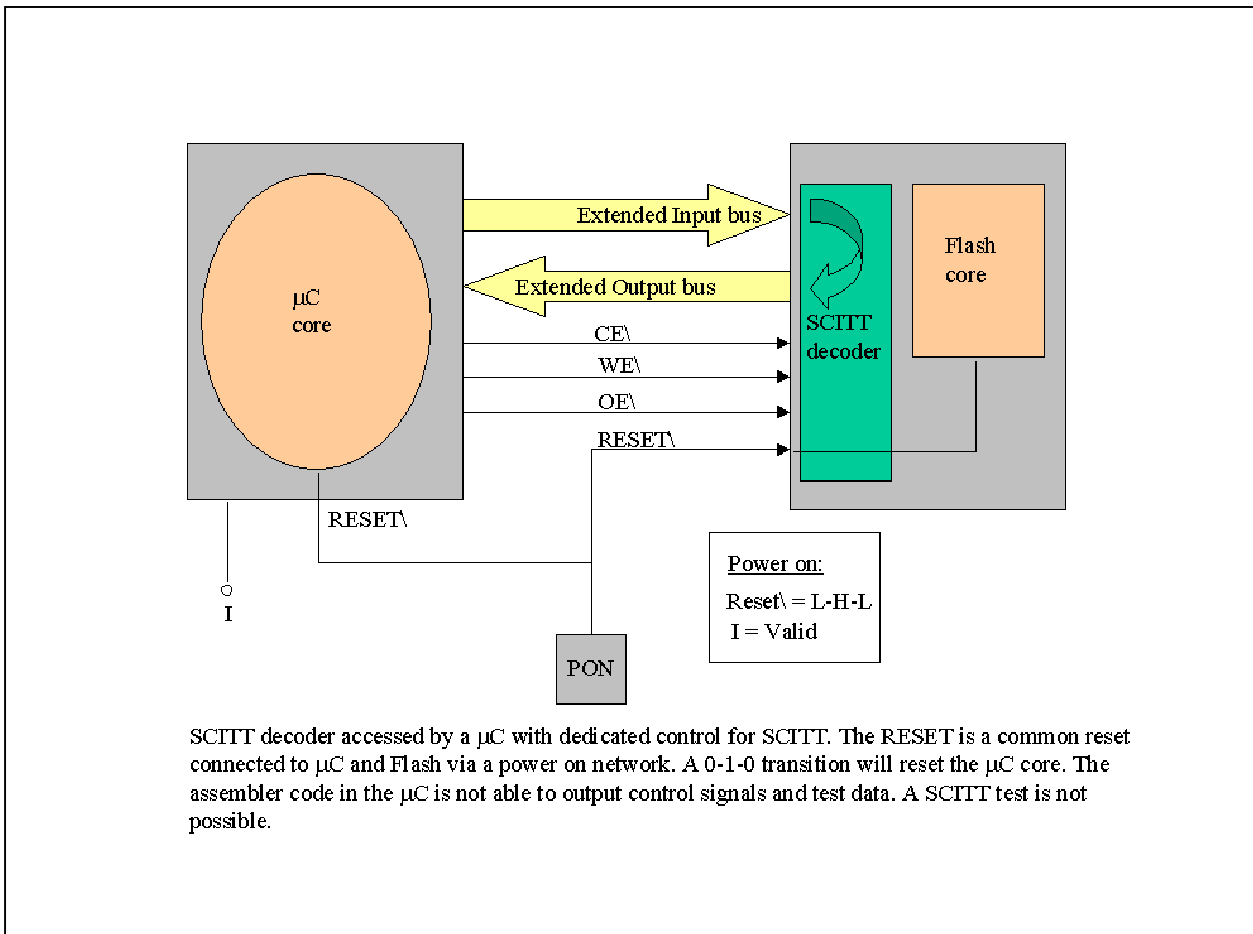 Extended Input bus
Extended Output bus
µC
core
CE\
WE\
OE\
RESET\
SCITT
decoder
Flash
core
RESET\
I
PON
Power on:
Reset\ = L-H-L
I = Valid
SCITT decoder accessed by a µC with dedicated control for SCITT. The RESET is a common reset
connected to µC and Flash via a power on network. A 0-1-0 transition will reset the µC core. The
assembler code in the µC is not able to output control signals and test data. A SCITT test is not
possible.